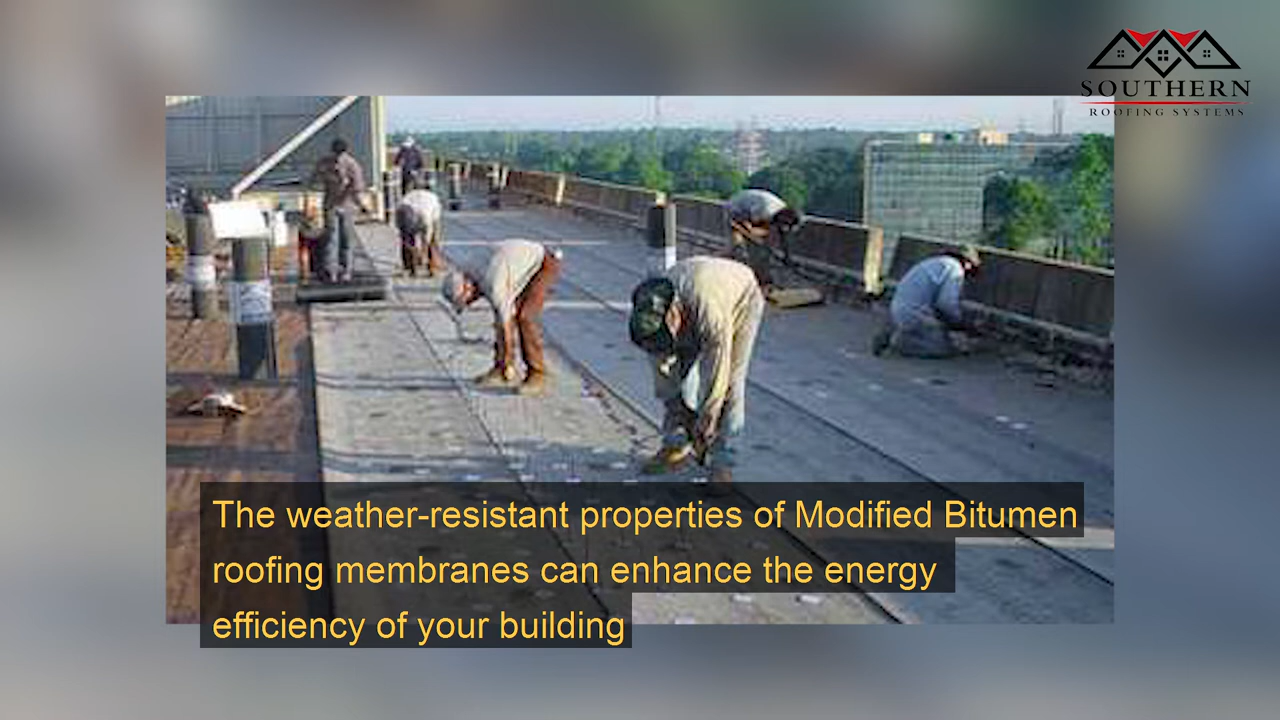 SOUTHERN
ROOFING SYSTEMS
The weather-resistant properties of Modified Bitumen
roofing membranes can enhance the energy
efficiency of your building